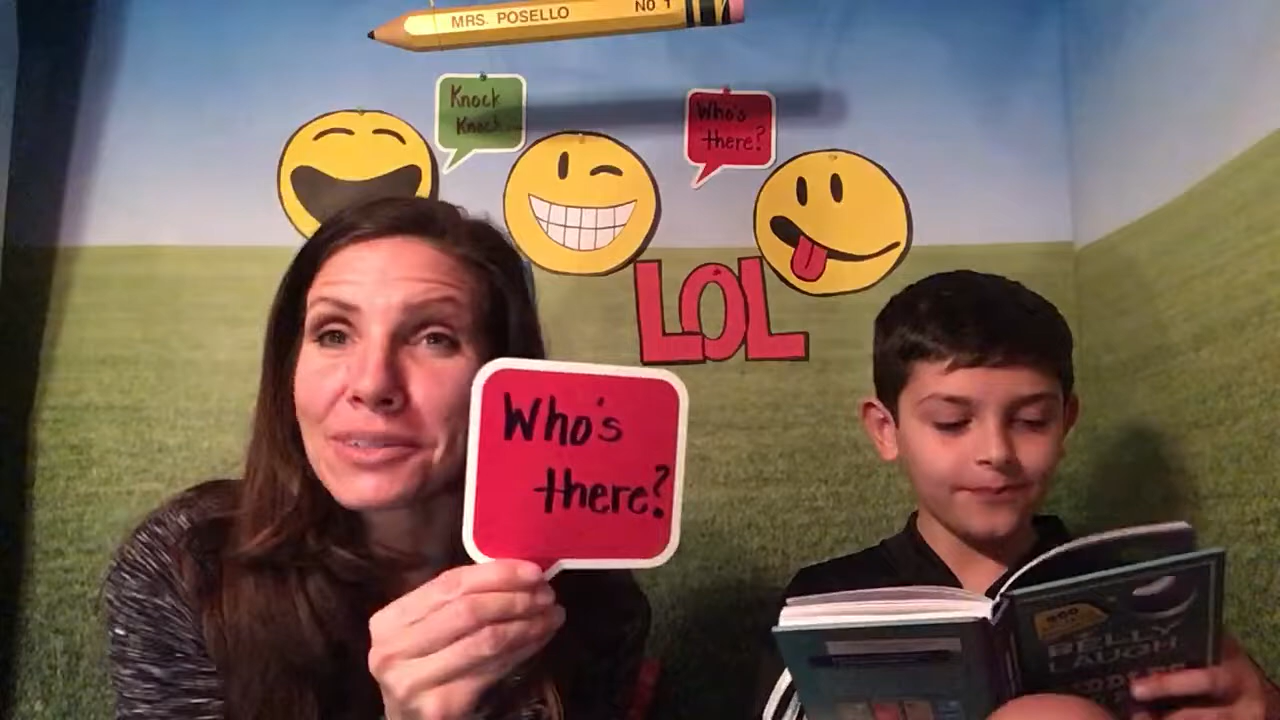 MRS. POSELLO NO 1
Knock
Knock...
Who's
there?
LOL
Who's
there?
BELLY
LAUGH